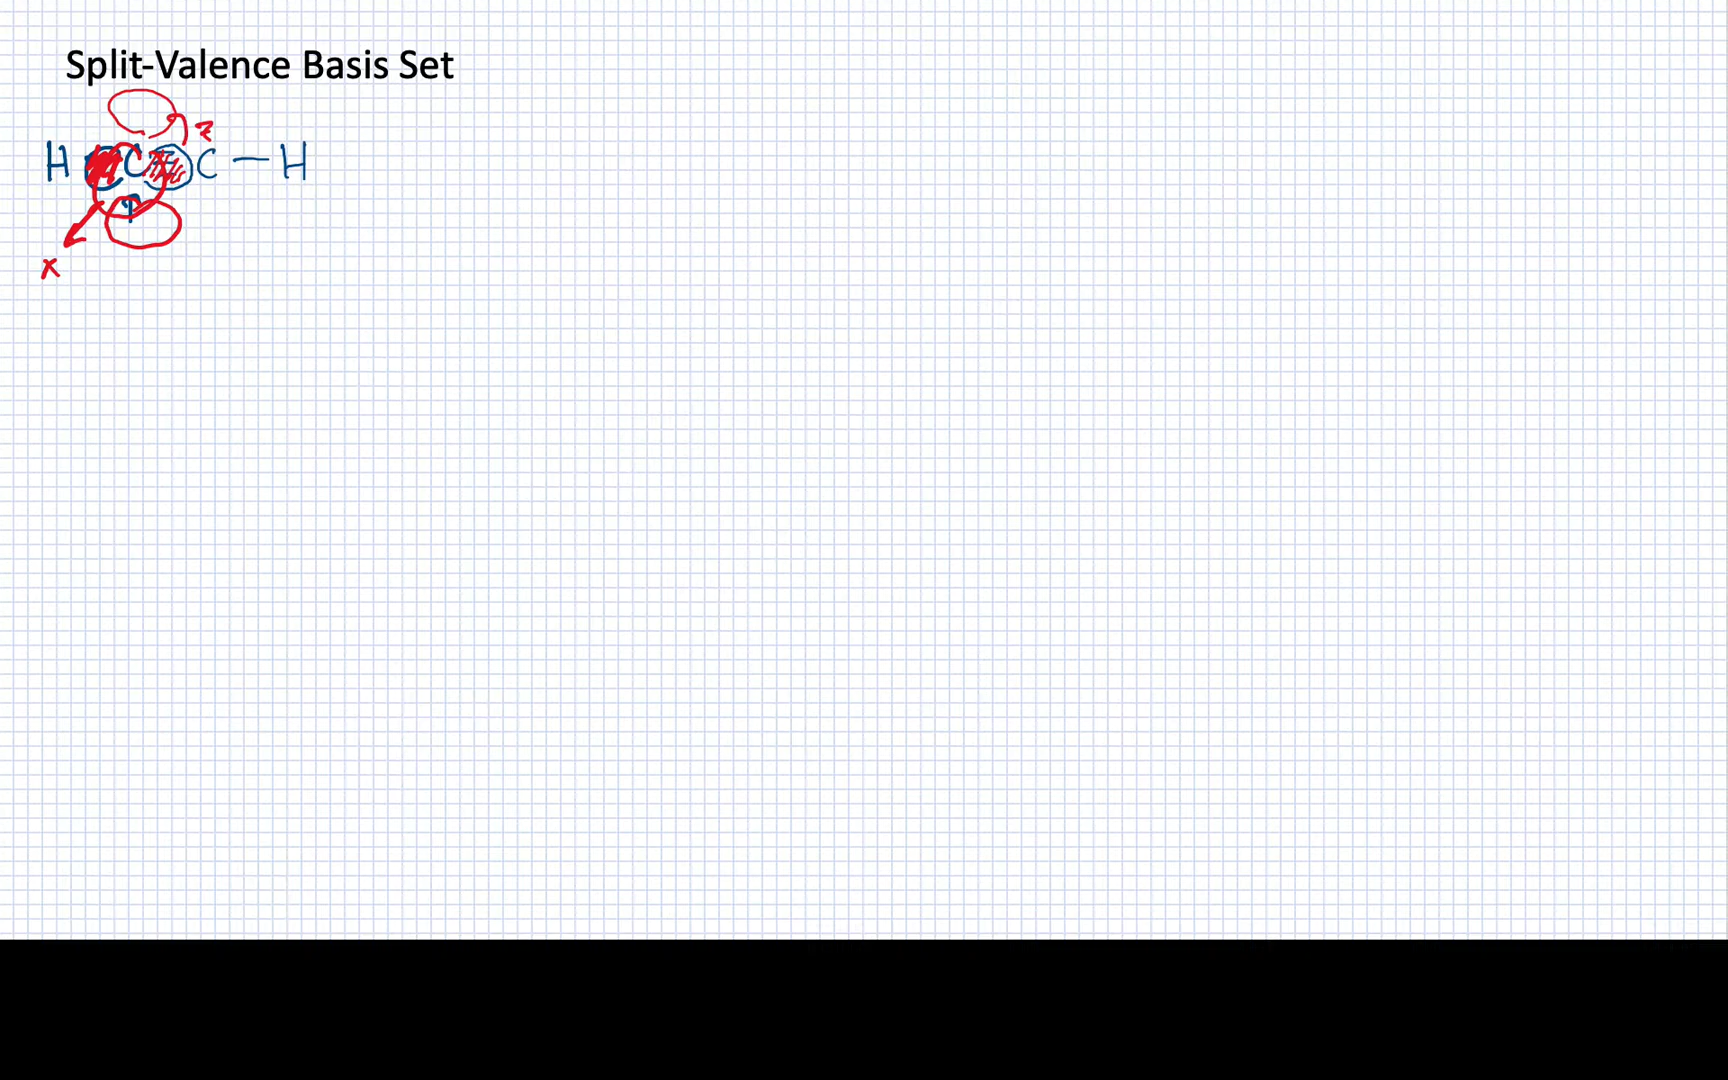 Split-Valence Basis Set
z
H C C — H
x